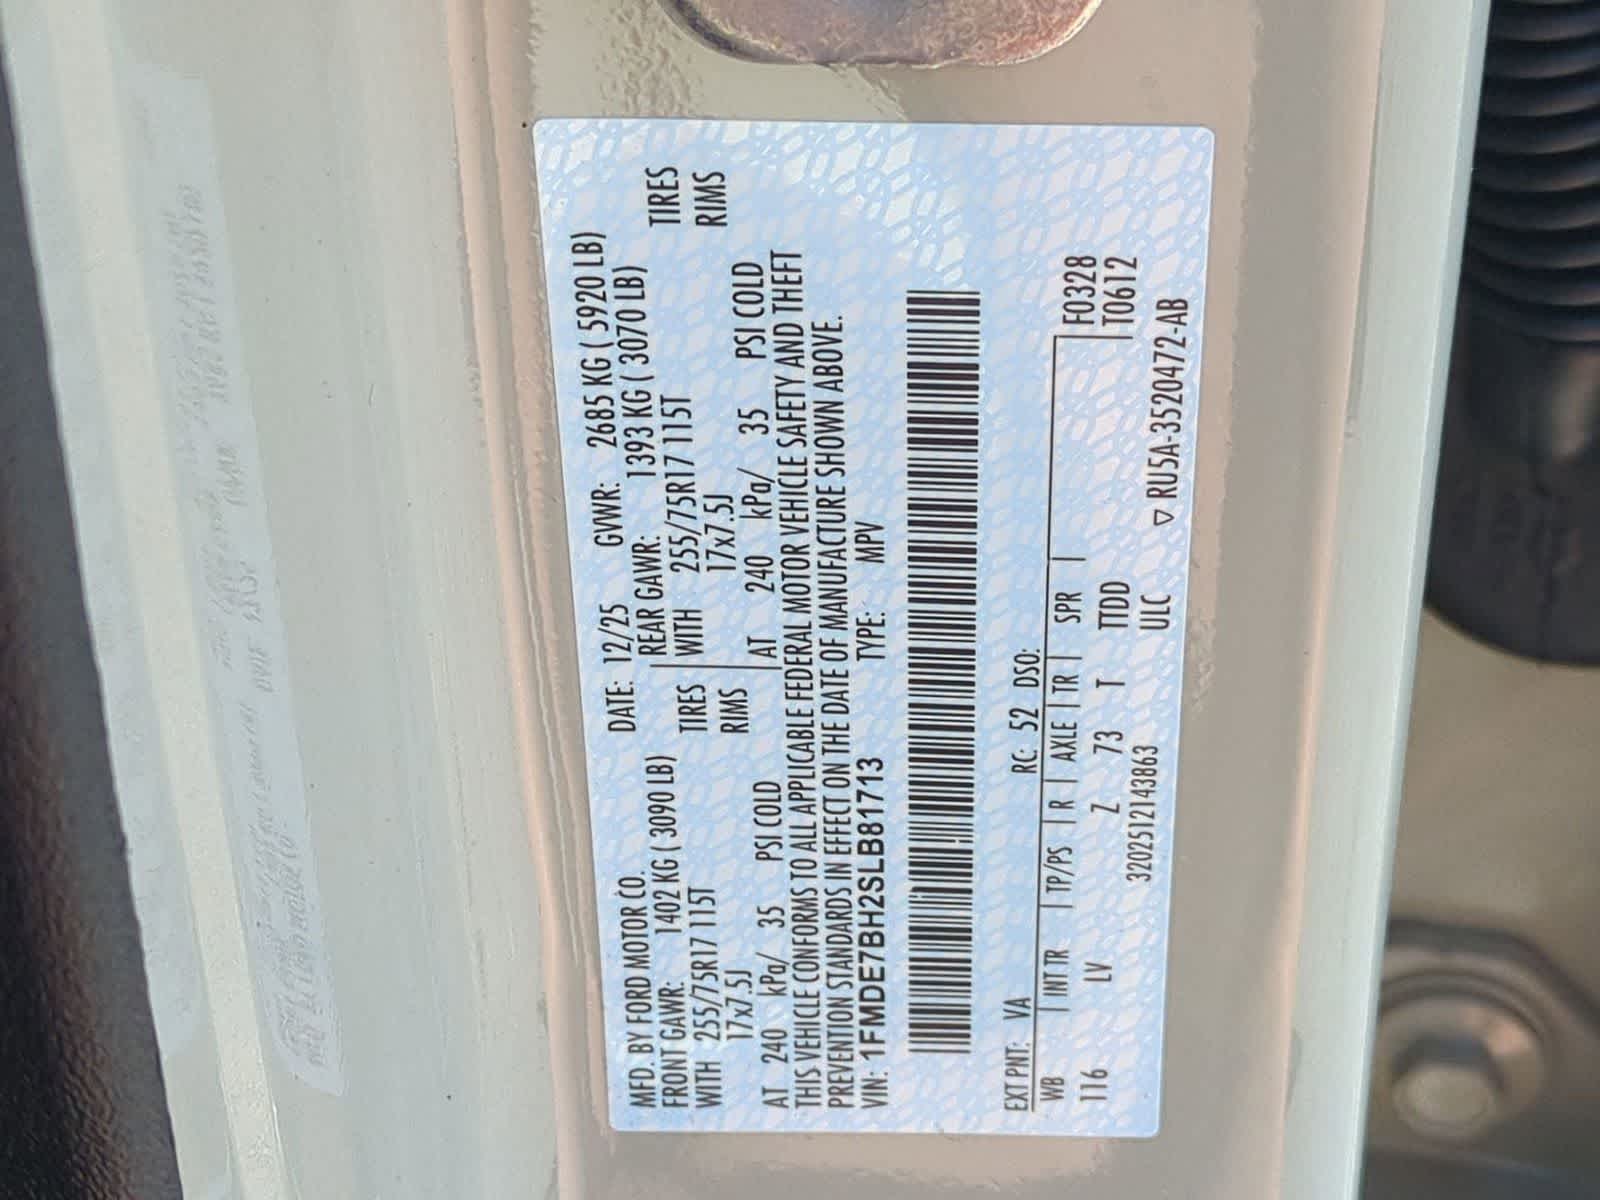 MFD. BY FORD MOTOR CO. DATE: 12/25 GVWR: 2685 KG ( 5920 LB)
FRONT GAWR: 1402 KG ( 3090 LB) REAR GAWR: 1393 KG ( 3070 LB)
WITH 255/75R17 115T TIRES WITH 255/75R17 115T TIRES
17x7.5J RIMS 17x7.5J RIMS
AT 240 kPa/ 35 PSI COLD AT 240 kPa/ 35 PSI COLD
THIS VEHICLE CONFORMS TO ALL APPLICABLE FEDERAL MOTOR VEHICLE SAFETY AND THEFT
PREVENTION STANDARDS IN EFFECT ON THE DATE OF MANUFACTURE SHOWN ABOVE.
VIN: 1FMDE7BH2SLB81713 TYPE: MPV
EXT PNT: VA RC: 52 DSO:
WB INT TR TP/PS R AXLE TR SPR F0328
116 LV Z 73 T TTDD T0612
3202512143863 ULC ▽ RU5A-3520472-AB